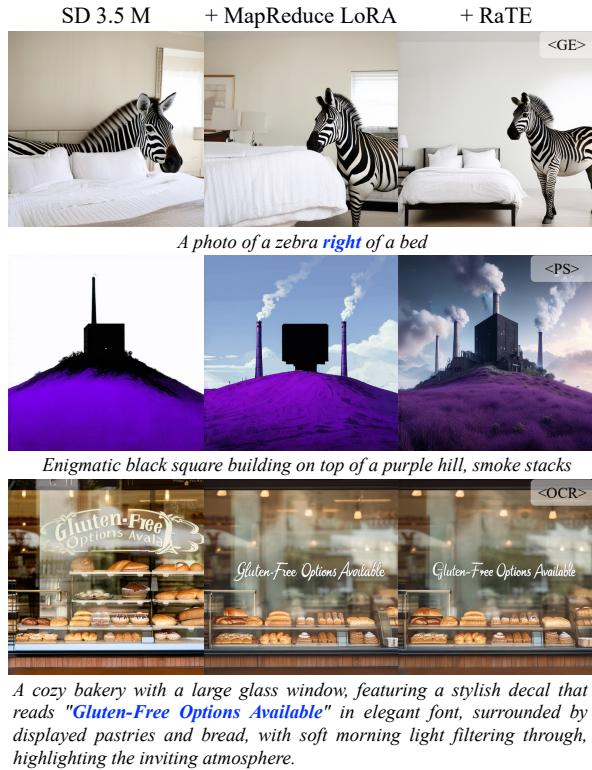 SD 3.5 M + MapReduce LoRA + RaTE
<GE>
A photo of a zebra right of a bed
<PS>
Enigmatic black square building on top of a purple hill, smoke stacks
<OCR>
Gluten-Free
Options Avala
Gluten-Free Options Available
Gluten-Free Options Available
A cozy bakery with a large glass window, featuring a stylish decal that
reads "Gluten-Free Options Available" in elegant font, surrounded by
displayed pastries and bread, with soft morning light filtering through,
highlighting the inviting atmosphere.